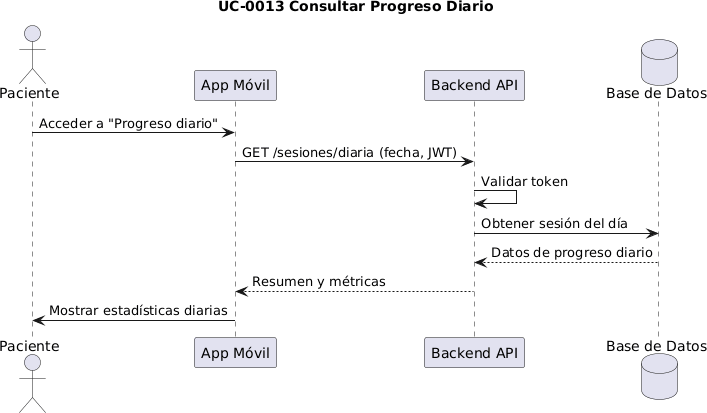 UC-0013 Consultar Progreso Diario
Paciente
App Móvil
Backend API
Base de Datos
Acceder a "Progreso diario"
GET /sesiones/diaria (fecha, JWT)
Validar token
Obtener sesión del día
Datos de progreso diario
Resumen y métricas
Mostrar estadísticas diarias
Paciente
App Móvil
Backend API
Base de Datos